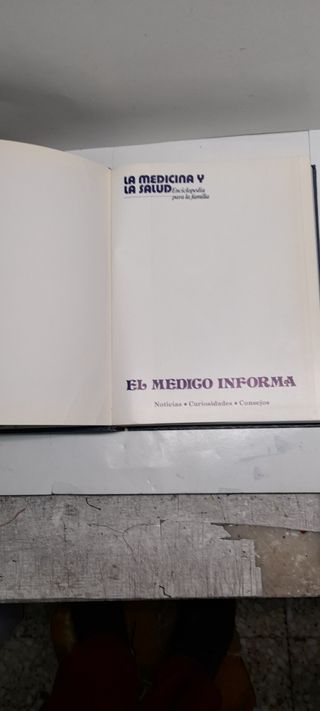 LA MEDICINA Y
LA SALUD Enciclopedia
para la familia
EL MEDICO INFORMA
Noticias • Curiosidades • Consejos